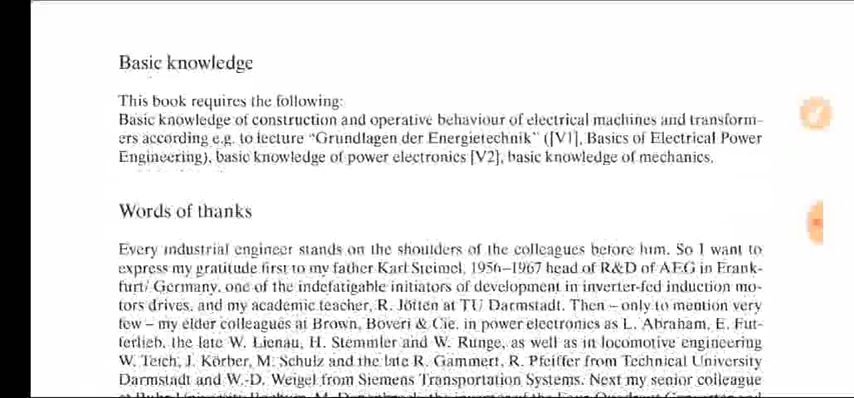 Basic knowledge
This book requires the following:
Basic knowledge of construction and operative behaviour of electrical machines and transform-
ers according e.g. to lecture "Grundlagen der Energietechnik" ([V1], Basics of Electrical Power
Engineering), basic knowledge of power electronics [V2], basic knowledge of mechanics.
Words of thanks
Every industrial engineer stands on the shoulders of the colleagues before him. So I want to
express my gratitude first to my father Karl Steimel, 1956–1967 head of R&D of AEG in Frank-
furt/ Germany, one of the indefatigable initiators of development in inverter-fed induction mo-
tors drives, and my academic teacher, R. Jötten at TU Darmstadt. Then – only to mention very
few – my elder colleagues at Brown, Boveri & Cie. in power electronics as L. Abraham, E. Fut-
terlieb, the late W. Lienau, H. Stemmler and W. Runge, as well as in locomotive engineering
W. Teich, J. Körber, M. Schulz and the late R. Gammert, R. Pfeiffer from Technical University
Darmstadt and W.-D. Weigel from Siemens Transportation Systems. Next my senior colleague